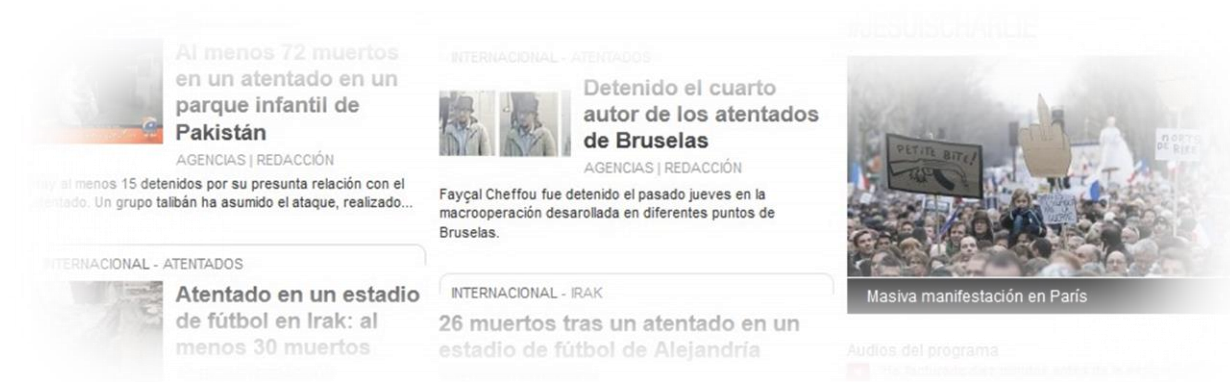 Al menos 72 muertos
en un atentado en un
parque infantil de
Pakistán
AGENCIAS | REDACCIÓN
al menos 15 detenidos por su presunta relación con el
Un grupo talibán ha asumido el ataque, realizado...
INTERNACIONAL - ATENTADOS
Atentado en un estadio
de fútbol en Irak: al
menos 30 muertos
INTERNACIONAL - ATENTADOS
Detenido el cuarto
autor de los atentados
de Bruselas
AGENCIAS | REDACCIÓN
Fayçal Cheffou fue detenido el pasado jueves en la
macrooperación desarollada en diferentes puntos de
Bruselas.
INTERNACIONAL - IRAK
26 muertos tras un atentado en un
estadio de fútbol de Alejandría
#JESUISCHARLIE
PETITE BITE!
MORTS
DE RIRE
Masiva manifestación en París
Audios del programa